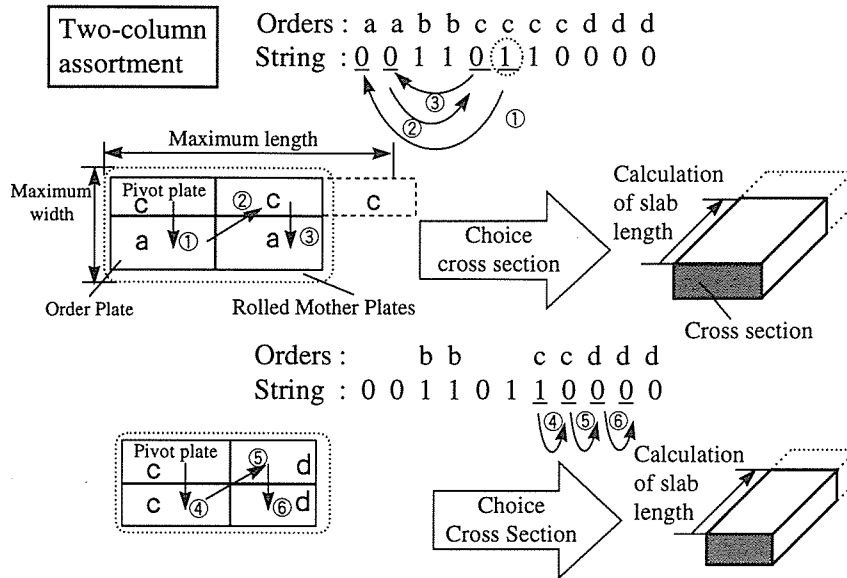 Two-column
assortment
Orders : a a b b c c c c d d d
String : 0 0 1 1 0 1 1 0 0 0 0
③
②
①
Maximum length
Maximum
width
Pivot plate
c
②
c
c
a
①
a
③
Order Plate
Rolled Mother Plates
Choice
cross section
Calculation
of slab
length
Cross section
Orders : b b c c d d d
String : 0 0 1 1 0 1 1 0 0 0 0
④ ⑤ ⑥
Pivot plate
c
⑤
d
c
④
⑥
d
Choice
Cross Section
Calculation
of slab
length